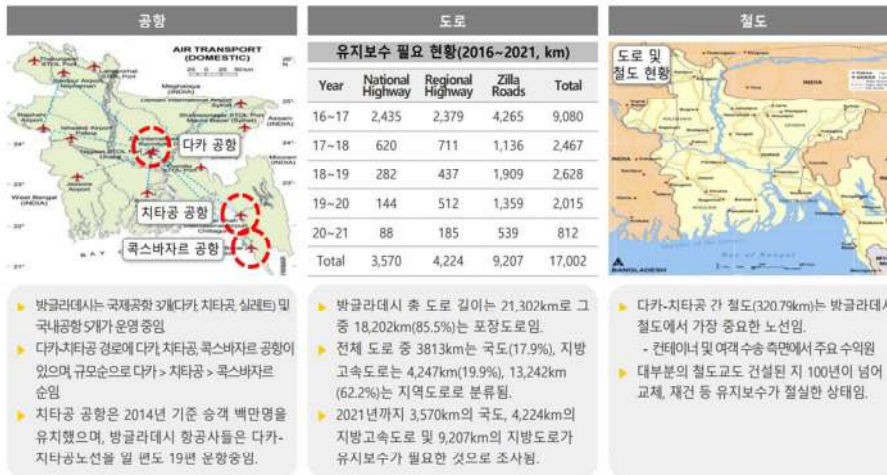 공항
AIR TRANSPORT
(DOMESTIC)
다카 공항
치타공 공항
콕스바자르 공항
▶ 방글라데시는 국제공항 3개(다카, 치타공, 실레트) 및
국내공항 5개가 운영 중임.
▶ 다카-치타공 경로에 다카, 치타공, 콕스바자르 공항이
있으며, 규모순으로 다카 > 치타공 > 콕스바자르
순임.
▶ 치타공 공항은 2014년 기준 승객 백만명을
유치했으며, 방글라데시 항공사들은 다카-
치타공노선을 일 편도 19편 운항중임.
도로
유지보수 필요 현황(2016~2021, km)
Year National Highway Regional Highway Zilla Roads Total
16~17 2,435 2,379 4,265 9,080
17~18 620 711 1,136 2,467
18~19 282 437 1,909 2,628
19~20 144 512 1,359 2,015
20~21 88 185 539 812
Total 3,570 4,224 9,207 17,002
▶ 방글라데시 총 도로 길이는 21,302km로 그
중 18,202km(85.5%)는 포장도로임.
▶ 전체 도로 중 3813km는 국도(17.9%), 지방
고속도로는 4,247km(19.9%), 13,242km
(62.2%)는 지역도로로 분류됨.
▶ 2021년까지 3,570km의 국도, 4,224km의
지방고속도로 및 9,207km의 지방도로가
유지보수가 필요한 것으로 조사됨.
철도
도로 및
철도 현황
INDIA
BANGLADESH
▶ 다카-치타공 간 철도(320.79km)는 방글라데시
철도에서 가장 중요한 노선임.
- 컨테이너 및 여객 수송 측면에서 주요 수익원
▶ 대부분의 철도교도 건설된 지 100년이 넘어
교체, 재건 등 유지보수가 절실한 상태임.